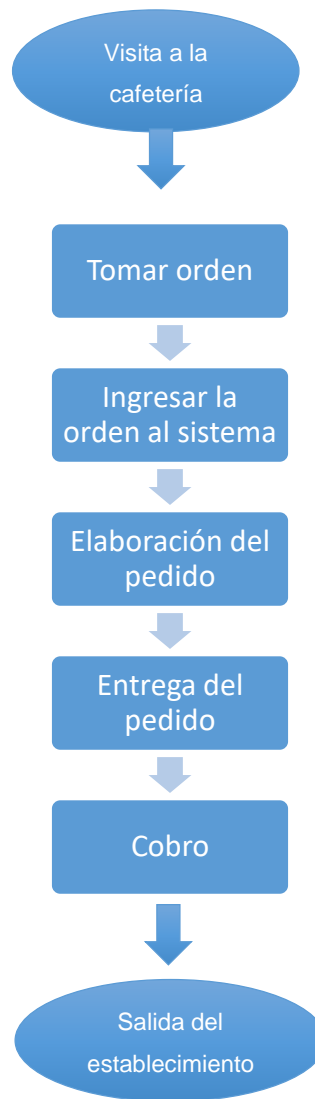 Visita a la
cafetería
Tomar orden
Ingresar la
orden al sistema
Elaboración del
pedido
Entrega del
pedido
Cobro
Salida del
establecimiento